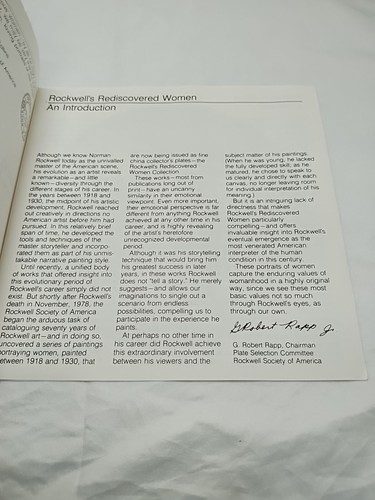 Rockwell's Rediscovered Women
An Introduction
Although we know Norman
Rockwell today as the unrivalled
master of the American scene,
his evolution as an artist reveals
a remarkable—and little
known—diversity through the
different stages of his career. In
the years between 1918 and
1930, the midpoint of his artistic
development, Rockwell reached
out creatively in directions no
American artist before him had
pursued. In this relatively brief
span of time, he developed the
tools and techniques of the
master storyteller and incorpo-
rated them as part of his unmis-
takable narrative painting style.
Until recently, a unified body
of work that offered insight into
this evolutionary period of
Rockwell's career simply did not
exist. But shortly after Rockwell's
death in November, 1978, the
Rockwell Society of America
began the arduous task of
cataloguing seventy years of
Rockwell art—and in doing so,
uncovered a series of paintings
portraying women, painted
between 1918 and 1930, that
are now being issued as fine
china collector's plates—the
Rockwell's Rediscovered
Women Collection.
These works—most from
publications long out of
print—have an uncanny
similarity in their emotional
viewpoint. Even more important,
their emotional perspective is far
different from anything Rockwell
achieved at any other time in his
career, and is highly revealing
of the artist's heretofore
unrecognized developmental
period.
Although it was his storytelling
technique that would bring him
his greatest success in later
years, in these works Rockwell
does not "tell a story." He merely
suggests—and allows our
imaginations to single out a
scenario from endless
possibilities, compelling us to
participate in the experience he
paints.
At perhaps no other time in
his career did Rockwell achieve
this extraordinary involvement
between his viewers and the
subject matter of his paintings.
(When he was young, he lacked
the fully developed skill; as he
matured, he chose to speak to
us clearly and directly with each
canvas, no longer leaving room
for individual interpretation of his
meaning.)
But it is an intriguing lack of
directness that makes
Rockwell's Rediscovered
Women particularly
compelling—and offers
invaluable insight into Rockwell's
eventual emergence as the
most venerated American
interpreter of the human
condition in this century.
These portraits of women
capture the enduring values of
womanhood in a highly original
way, since we see these most
basic values not so much
through Rockwell's eyes, as
through our own.
G Robert Rapp Jr
G. Robert Rapp, Chairman
Plate Selection Committee
Rockwell Society of America